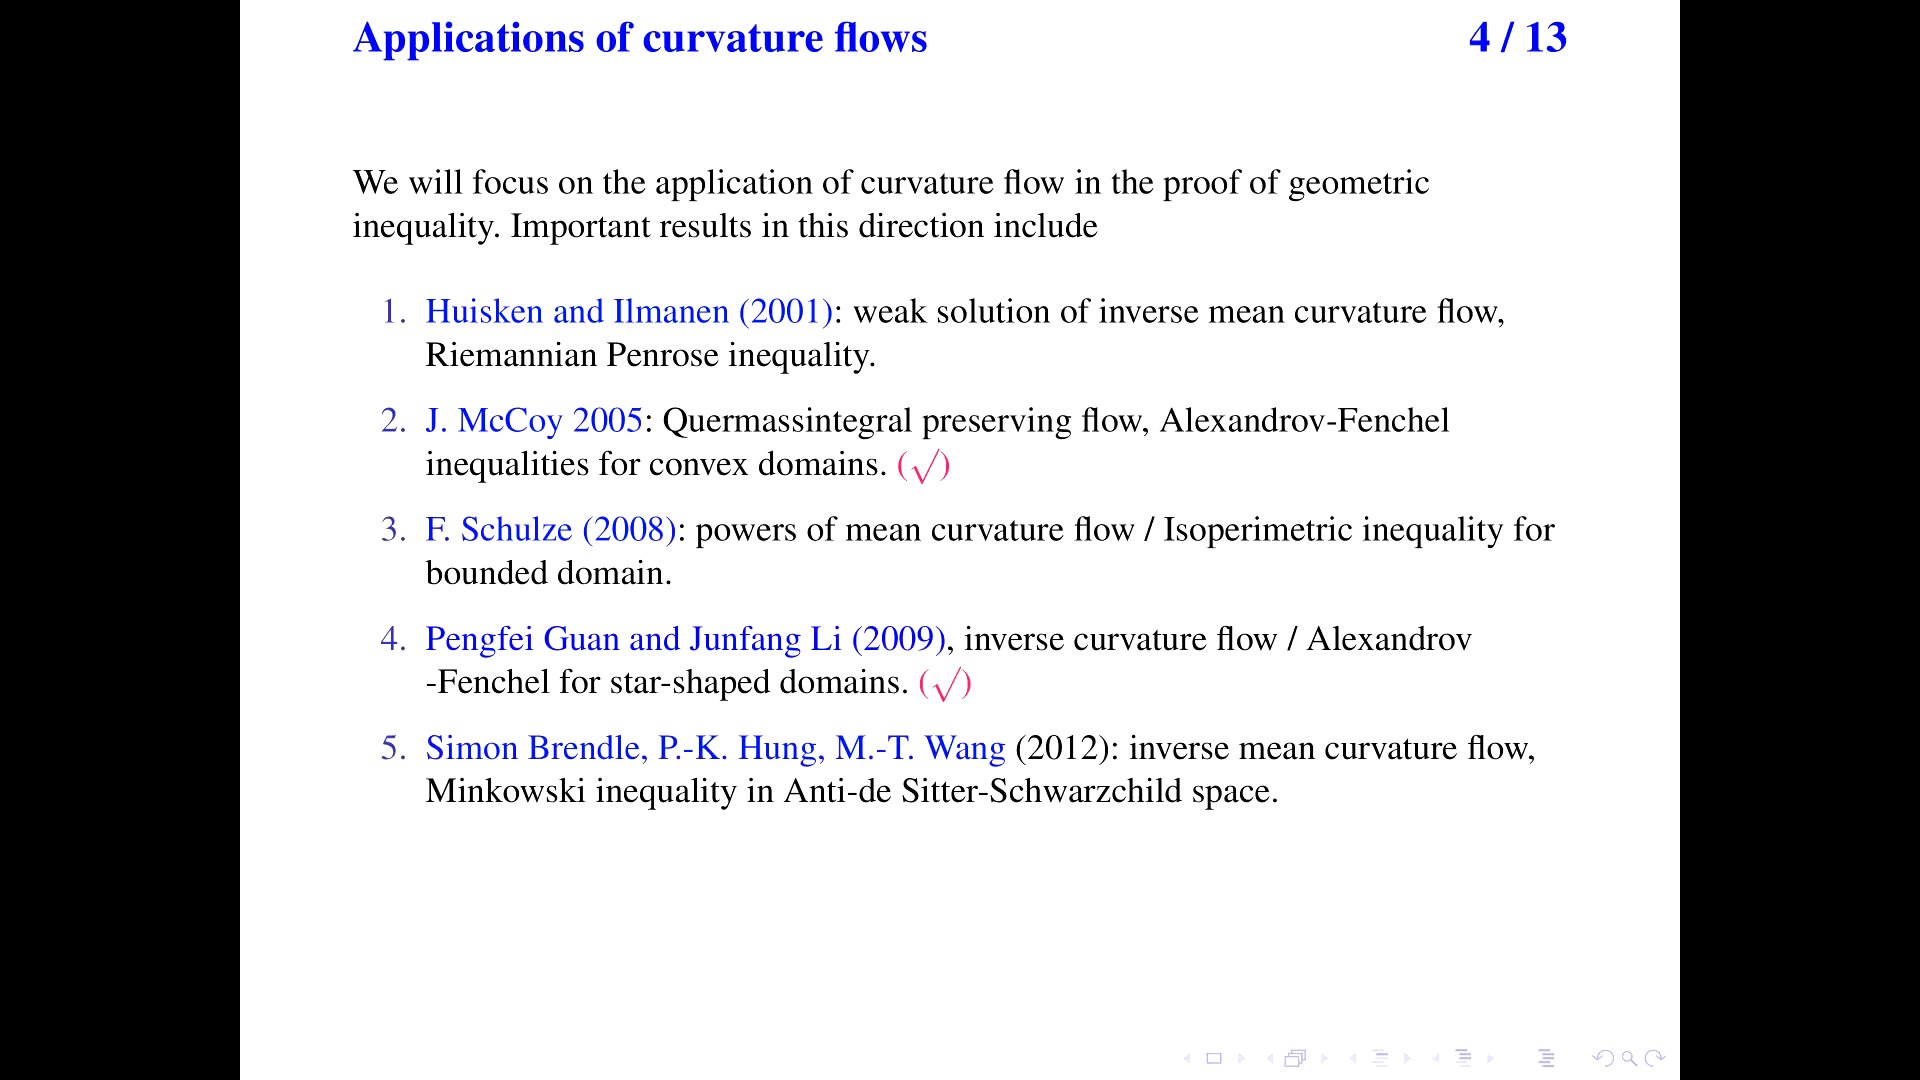 Applications of curvature flows 4 / 13
We will focus on the application of curvature flow in the proof of geometric
inequality. Important results in this direction include
1. Huisken and Ilmanen (2001): weak solution of inverse mean curvature flow,
Riemannian Penrose inequality.
2. J. McCoy 2005: Quermassintegral preserving flow, Alexandrov-Fenchel
inequalities for convex domains. (√)
3. F. Schulze (2008): powers of mean curvature flow / Isoperimetric inequality for
bounded domain.
4. Pengfei Guan and Junfang Li (2009), inverse curvature flow / Alexandrov
-Fenchel for star-shaped domains. (√)
5. Simon Brendle, P.-K. Hung, M.-T. Wang (2012): inverse mean curvature flow,
Minkowski inequality in Anti-de Sitter-Schwarzchild space.